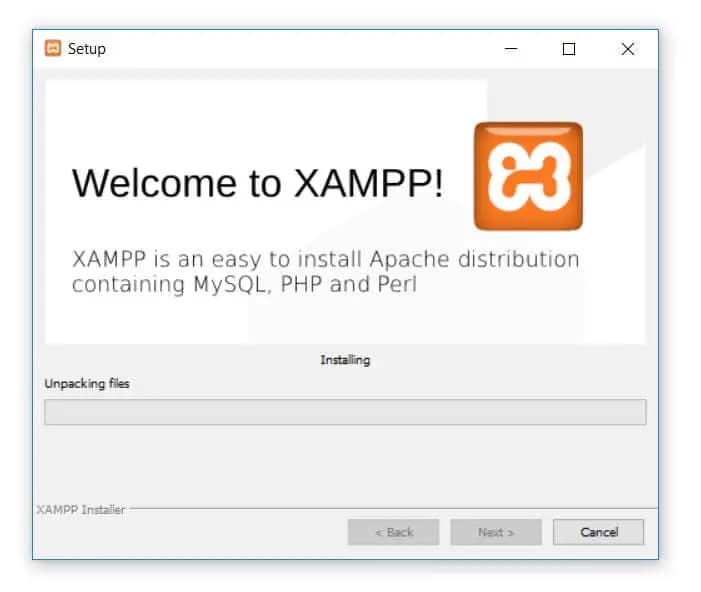 Setup
Welcome to XAMPP!
XAMPP is an easy to install Apache distribution
containing MySQL, PHP and Perl
Installing
Unpacking files
XAMPP Installer
< Back
Next >
Cancel